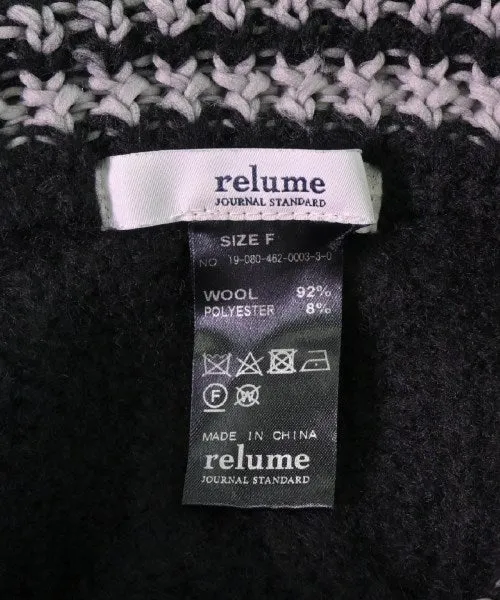 relume
JOURNAL STANDARD
SIZE F
NO 19-080-462-0003-3-0
WOOL 92%
POLYESTER 8%
F W
MADE IN CHINA
relume
JOURNAL STANDARD